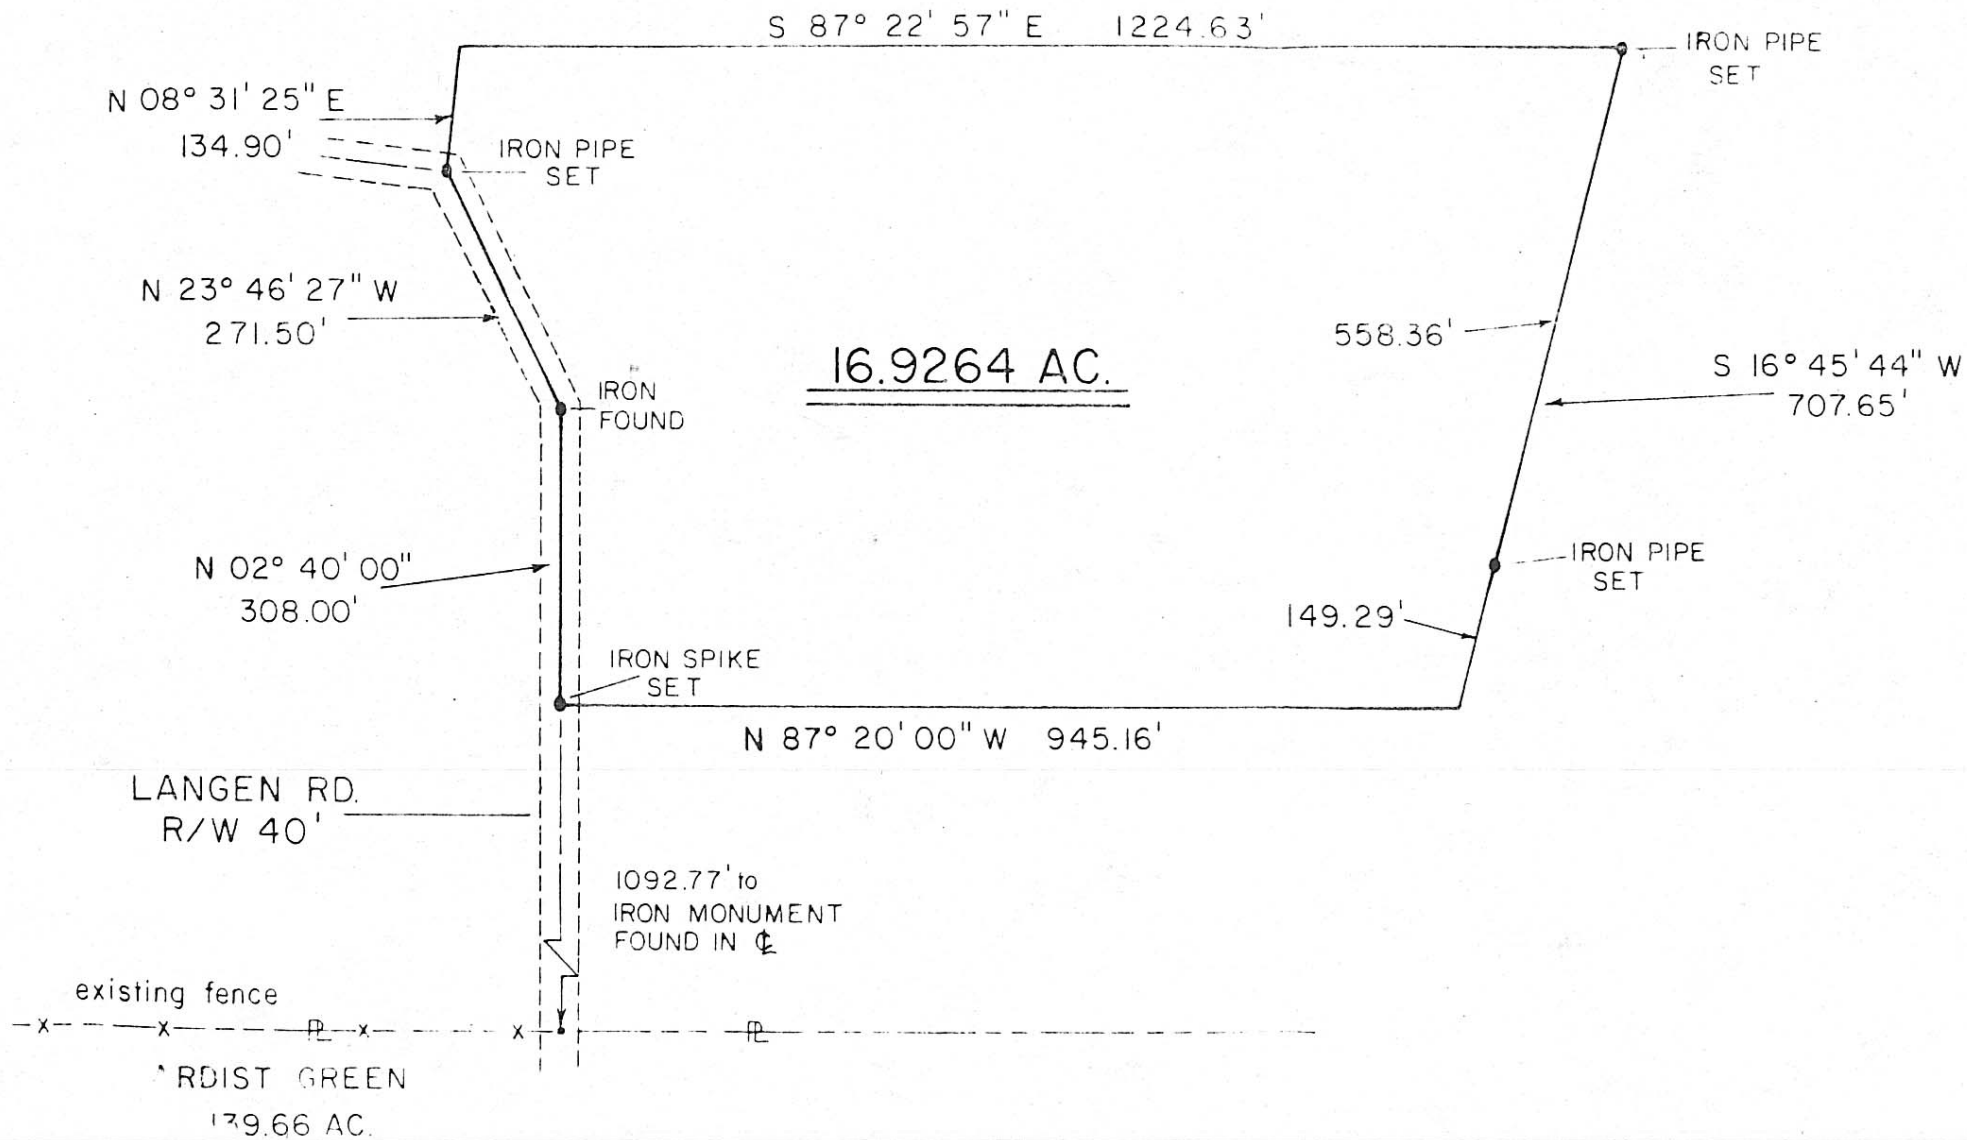 S 87° 22' 57" E 1224.63'
IRON PIPE
SET
N 08° 31' 25" E
134.90'
IRON PIPE
SET
N 23° 46' 27" W
271.50'
558.36'
S 16° 45' 44" W
707.65'
16.9264 AC.
IRON
FOUND
N 02° 40' 00"
308.00'
IRON PIPE
SET
149.29'
IRON SPIKE
SET
N 87° 20' 00" W 945.16'
LANGEN RD.
R/W 40'
1092.77' to
IRON MONUMENT
FOUND IN ℄
existing fence
X X ⅊ X X ⅊
RDIST GREEN
139.66 AC.